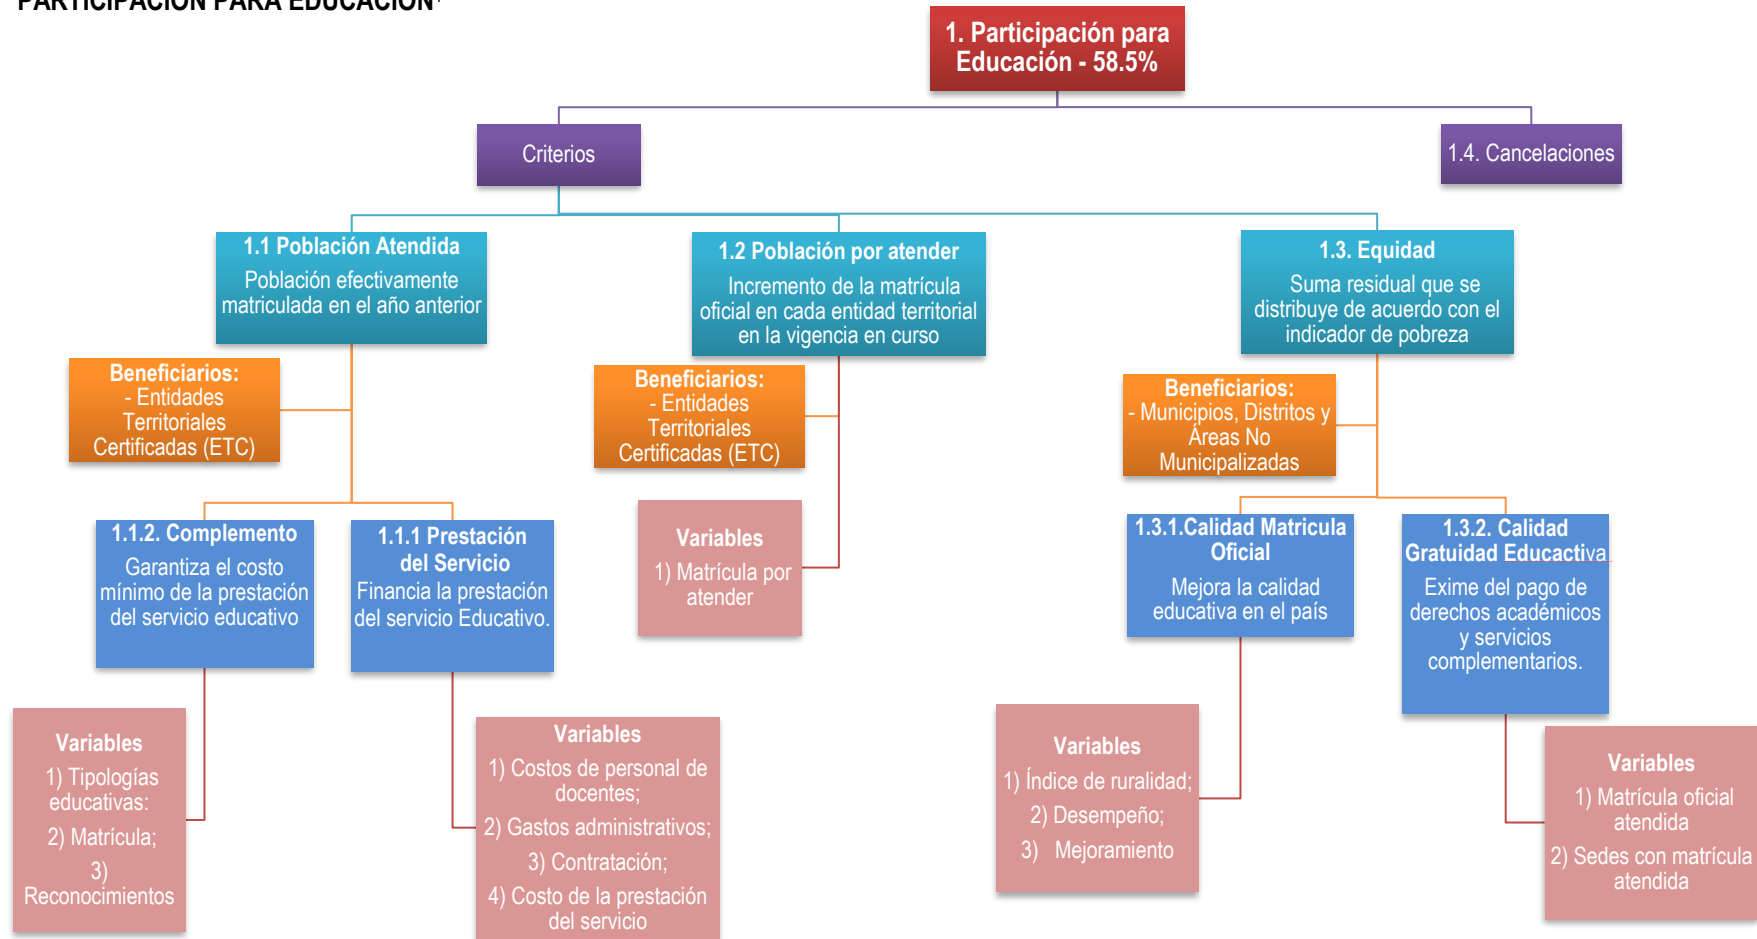 PARTICIPACIÓN PARA EDUCACIÓN
1. Participación para
Educación - 58.5%
Criterios
1.4. Cancelaciones
1.1 Población Atendida
Población efectivamente
matriculada en el año anterior
1.2 Población por atender
Incremento de la matrícula
oficial en cada entidad territorial
en la vigencia en curso
1.3. Equidad
Suma residual que se
distribuye de acuerdo con el
indicador de pobreza
Beneficiarios:
- Entidades
Territoriales
Certificadas (ETC)
Beneficiarios:
- Entidades
Territoriales
Certificadas (ETC)
Beneficiarios:
- Municipios, Distritos y
Áreas No
Municipalizadas
1.1.2. Complemento
Garantiza el costo
mínimo de la prestación
del servicio educativo
1.1.1 Prestación
del Servicio
Financia la prestación
del servicio Educativo.
Variables
1) Matrícula por
atender
1.3.1.Calidad Matricula
Oficial
Mejora la calidad
educativa en el país
1.3.2. Calidad
Gratuidad Educactiva
Exime del pago de
derechos académicos
y servicios
complementarios.
Variables
1) Tipologías
educativas:
2) Matrícula;
3)
Reconocimientos
Variables
1) Costos de personal de
docentes;
2) Gastos administrativos;
3) Contratación;
4) Costo de la prestación
del servicio
Variables
1) Índice de ruralidad;
2) Desempeño;
3) Mejoramiento
Variables
1) Matrícula oficial
atendida
2) Sedes con matrícula
atendida